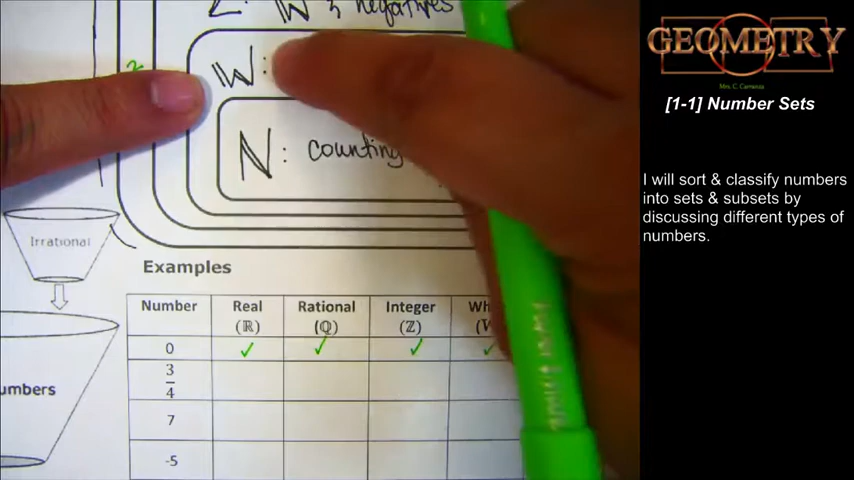 Z: W & negatives
2
W:
N: counting
Irrational
Examples
Number Real (ℝ) Rational (ℚ) Integer (ℤ)
0 ✓ ✓ ✓ ✓
3/4
7
-5
GEOMETRY
[1-1] Number Sets
I will sort & classify numbers
into sets & subsets by
discussing different types of
numbers.